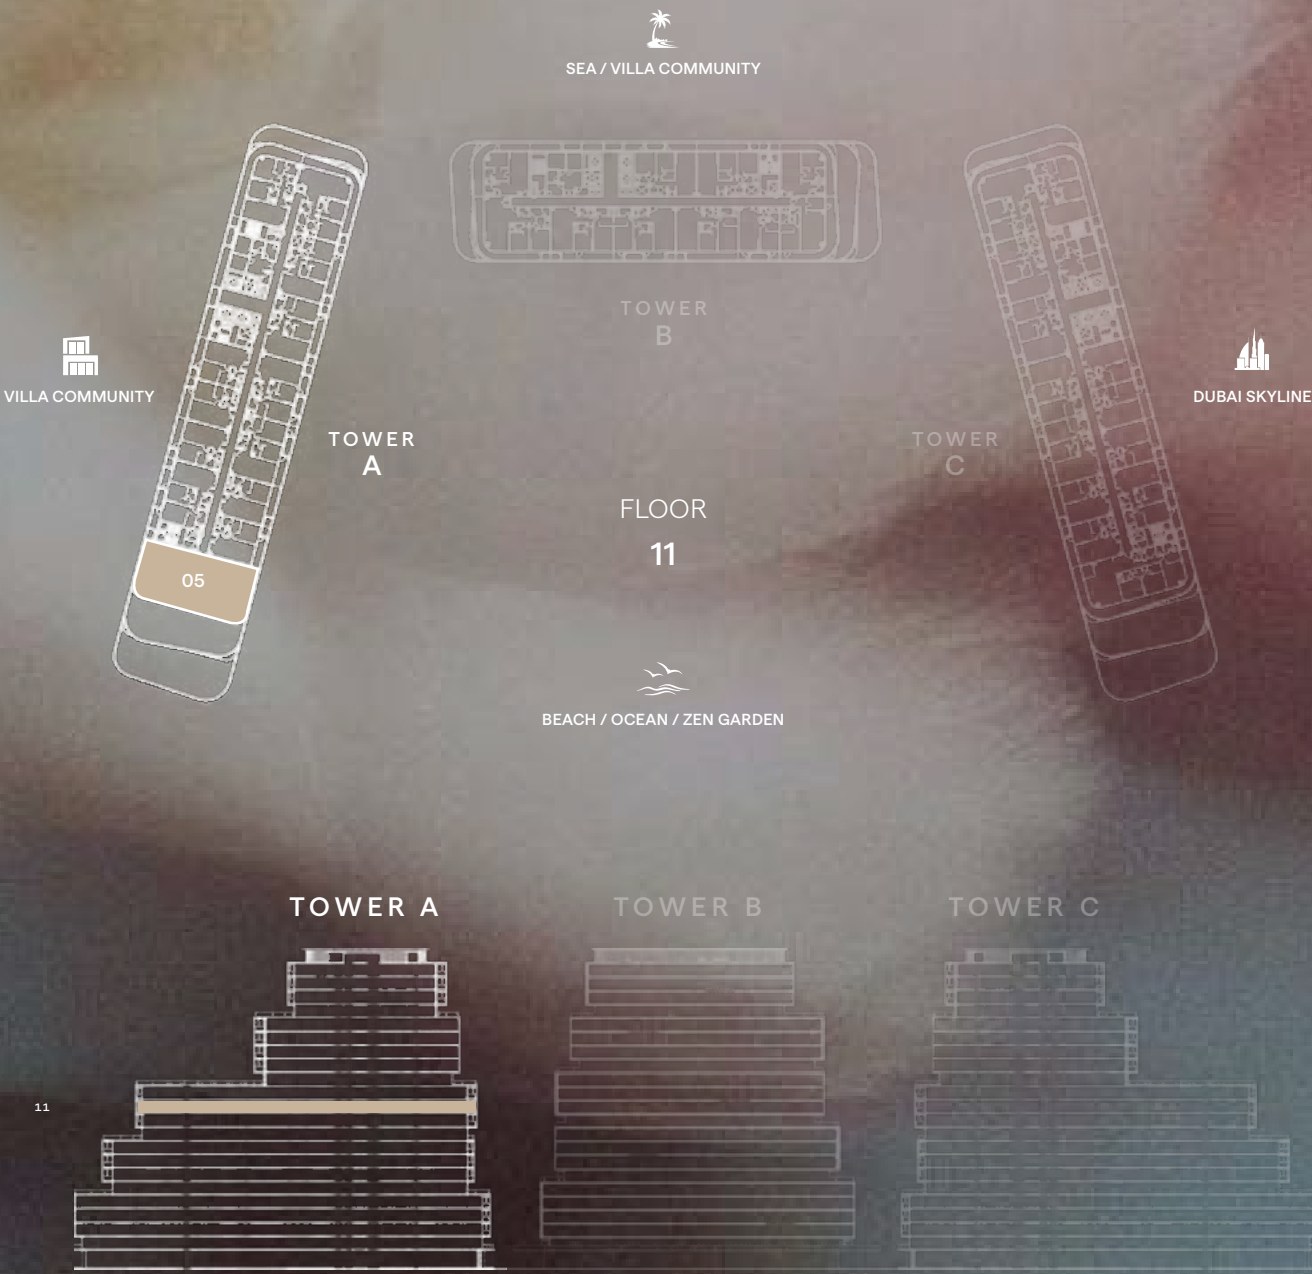 SEA / VILLA COMMUNITY
TOWER
B
VILLA COMMUNITY
DUBAI SKYLINE
TOWER
A
TOWER
C
FLOOR
11
05
BEACH / OCEAN / ZEN GARDEN
TOWER A
TOWER B
TOWER C
11